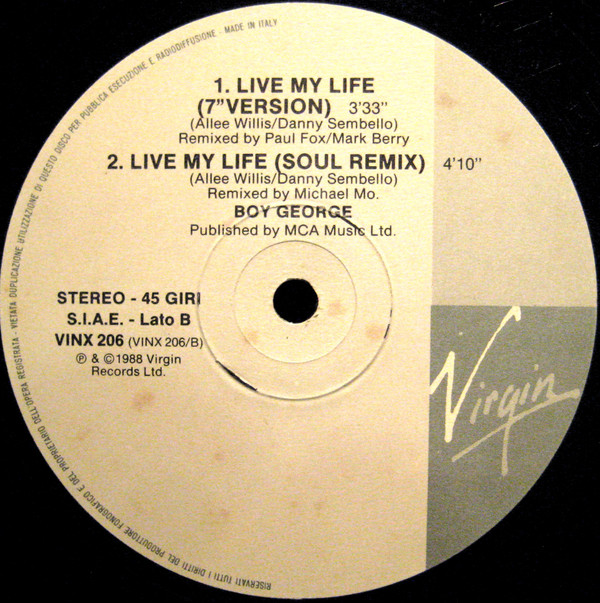 1. LIVE MY LIFE
(7”VERSION) 3’33”
(Allee Willis/Danny Sembello)
Remixed by Paul Fox/Mark Berry
2. LIVE MY LIFE (SOUL REMIX) 4’10”
(Allee Willis/Danny Sembello)
Remixed by Michael Mo.
BOY GEORGE
Published by MCA Music Ltd.
STEREO - 45 GIRI
S.I.A.E. - Lato B
VINX 206 (VINX 206/B)
℗ & ©1988 Virgin
Records Ltd.
Virgin
RISERVATI TUTTI I DIRITTI DEL PRODUTTORE FONOGRAFICO E DEL PROPRIETARIO DELL'OPERA REGISTRATA - VIETATA DUPLICAZIONE UTILIZZAZIONE DI QUESTO DISCO PER PUBBLICA ESECUZIONE E RADIODIFFUSIONE - MADE IN ITALY